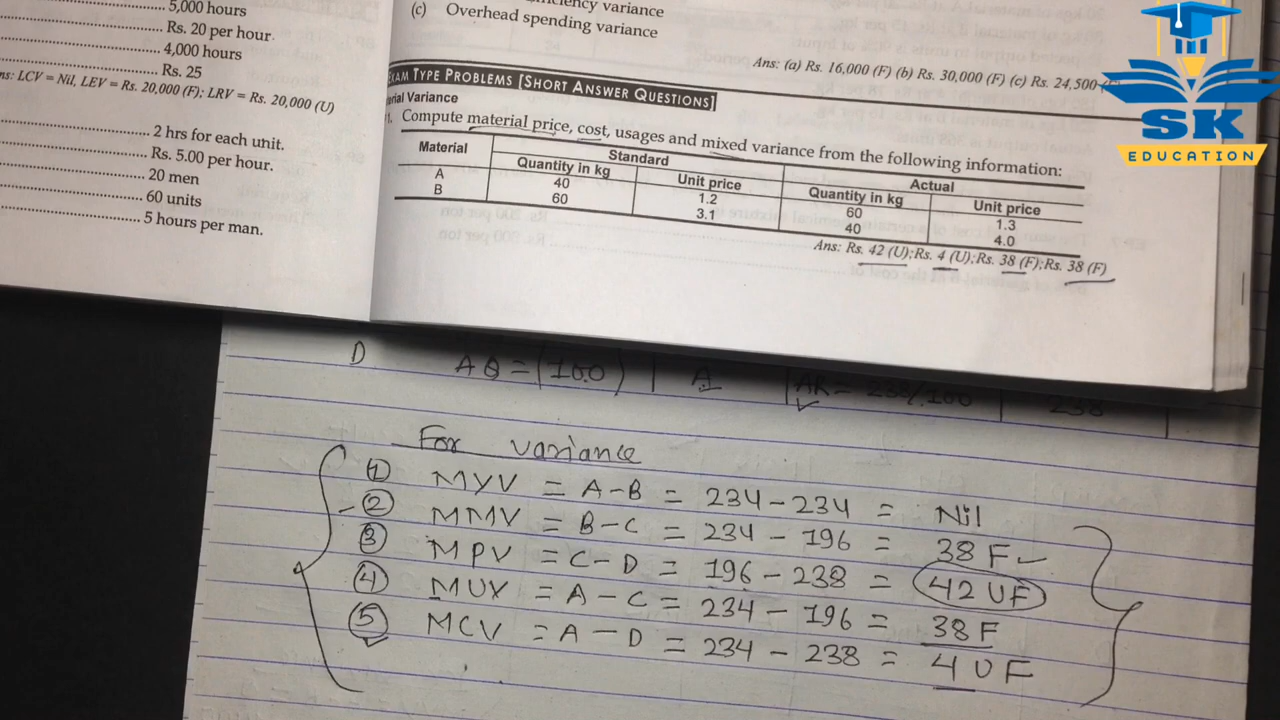 5,000 hours
Rs. 20 per hour.
4,000 hours
Rs. 25
ns: LCV = Nil, LEV = Rs. 20,000 (F); LRV = Rs. 20,000 (U)
2 hrs for each unit.
Rs. 5.00 per hour.
20 men
60 units
5 hours per man.
variance
(c) Overhead spending variance
Ans: (a) Rs. 16,000 (F) (b) Rs. 30,000 (F) (c) Rs. 24,500
EXAM TYPE PROBLEMS [SHORT ANSWER QUESTIONS]
Variance
Compute material price, cost, usages and mixed variance from the following information:
Material Standard Actual
Quantity in kg Unit price Quantity in kg Unit price
A 40 1.2 60 1.3
B 60 3.1 40 4.0
Ans: Rs. 42 (U);Rs. 4 (U);Rs. 38 (F);Rs. 38 (F)
SK
EDUCATION
D AQ = (100) A AR = 238/100 238
For variance
① MYV = A-B = 234-234 = Nil
② MMV = B-C = 234 - 196 = 38 F
③ MPV = C-D = 196-238 = 42 UF
④ MUV = A-C = 234 - 196 = 38 F
⑤ MCV = A-D = 234 - 238 = 4 UF